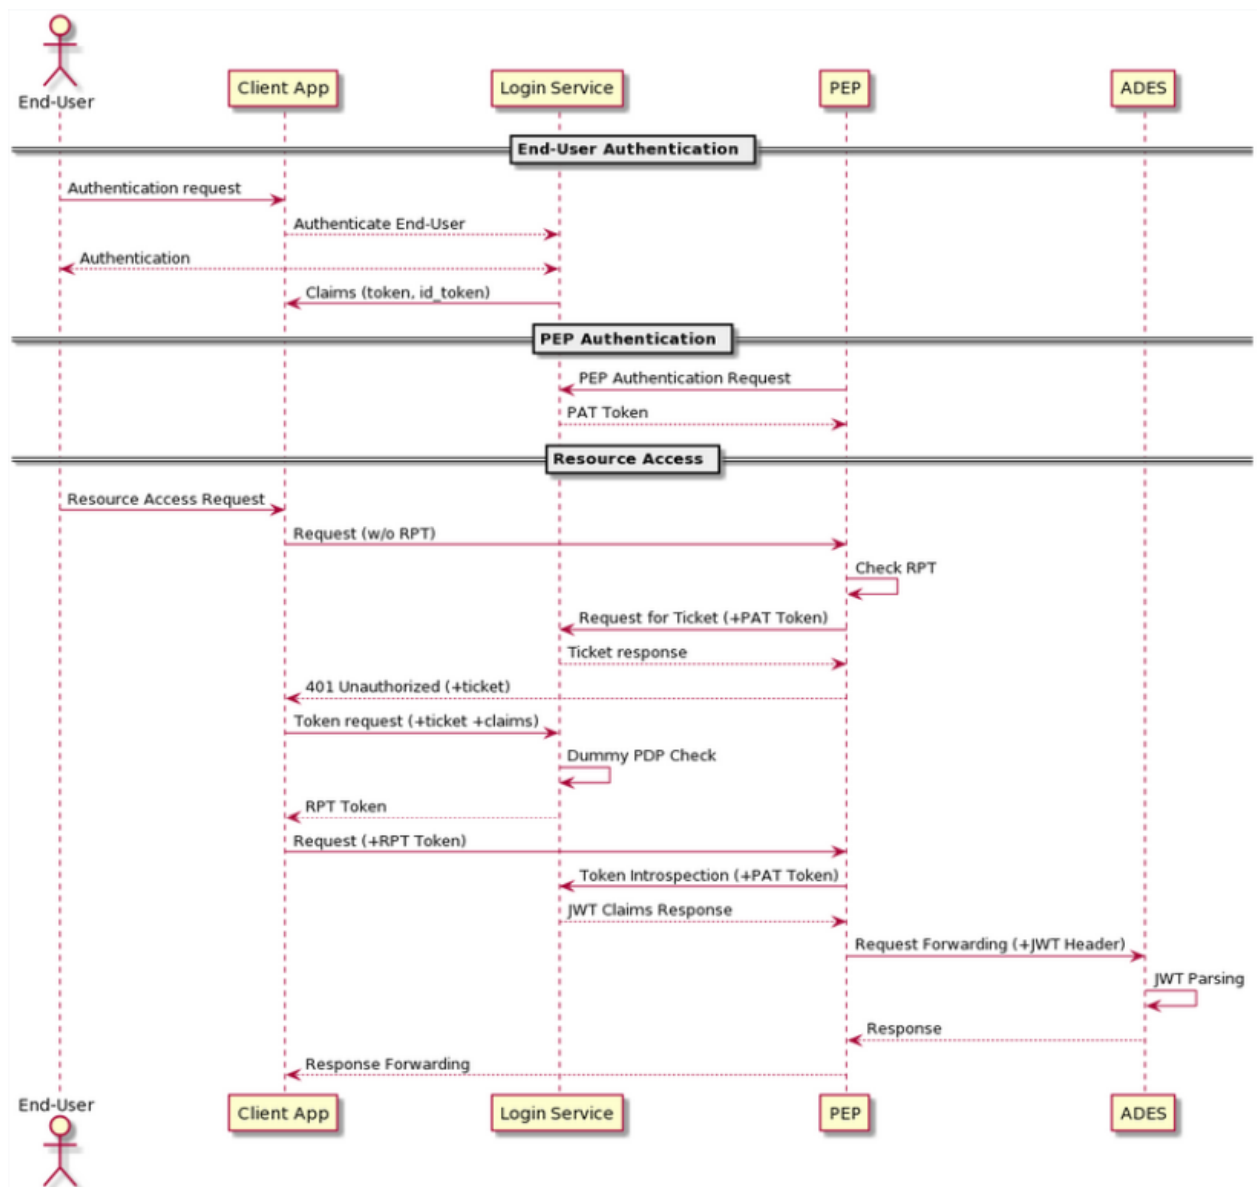 End-User
Client App
Login Service
PEP
ADES
End-User Authentication
Authentication request
Authenticate End-User
Authentication
Claims (token, id_token)
PEP Authentication
PEP Authentication Request
PAT Token
Resource Access
Resource Access Request
Request (w/o RPT)
Check RPT
Request for Ticket (+PAT Token)
Ticket response
401 Unauthorized (+ticket)
Token request (+ticket +claims)
Dummy PDP Check
RPT Token
Request (+RPT Token)
Token Introspection (+PAT Token)
JWT Claims Response
Request Forwarding (+JWT Header)
JWT Parsing
Response
Response Forwarding
End-User
Client App
Login Service
PEP
ADES